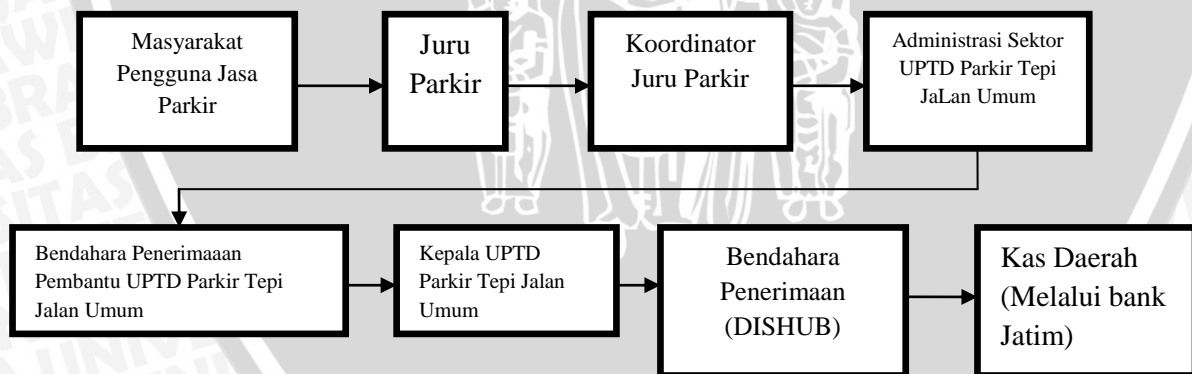 Masyarakat
Pengguna Jasa
Parkir
Juru
Parkir
Koordinator
Juru Parkir
Administrasi Sektor
UPTD Parkir Tepi
JaLan Umum
Bendahara Penerimaaan
Pembantu UPTD Parkir Tepi
Jalan Umum
Kepala UPTD
Parkir Tepi Jalan
Umum
Bendahara
Penerimaan
(DISHUB)
Kas Daerah
(Melalui bank
Jatim)